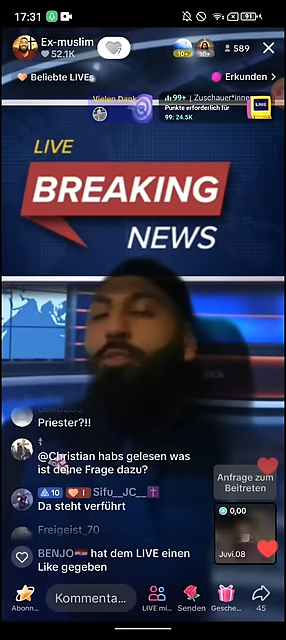 17:31
91
Ex-muslim
52.1K
10+
10+
589
Beliebte LIVEs
Erkunden >
Vielen Dank
99+ | Zuschauer*inne
Punkte erforderlich für
99: 24.5K
LIVE
LIVE
BREAKING
NEWS
Priester?!!
@Christian habs gelesen was
ist deine Frage dazu?
10 I Sifu__JC__
Da steht verführt
Freigeist_70
BENJO hat dem LIVE einen
Like gegeben
Anfrage zum
Beitreten
0,00
Juvi.08
Abonn...
Kommenta...
LIVE mi...
Senden
Gesche...
45